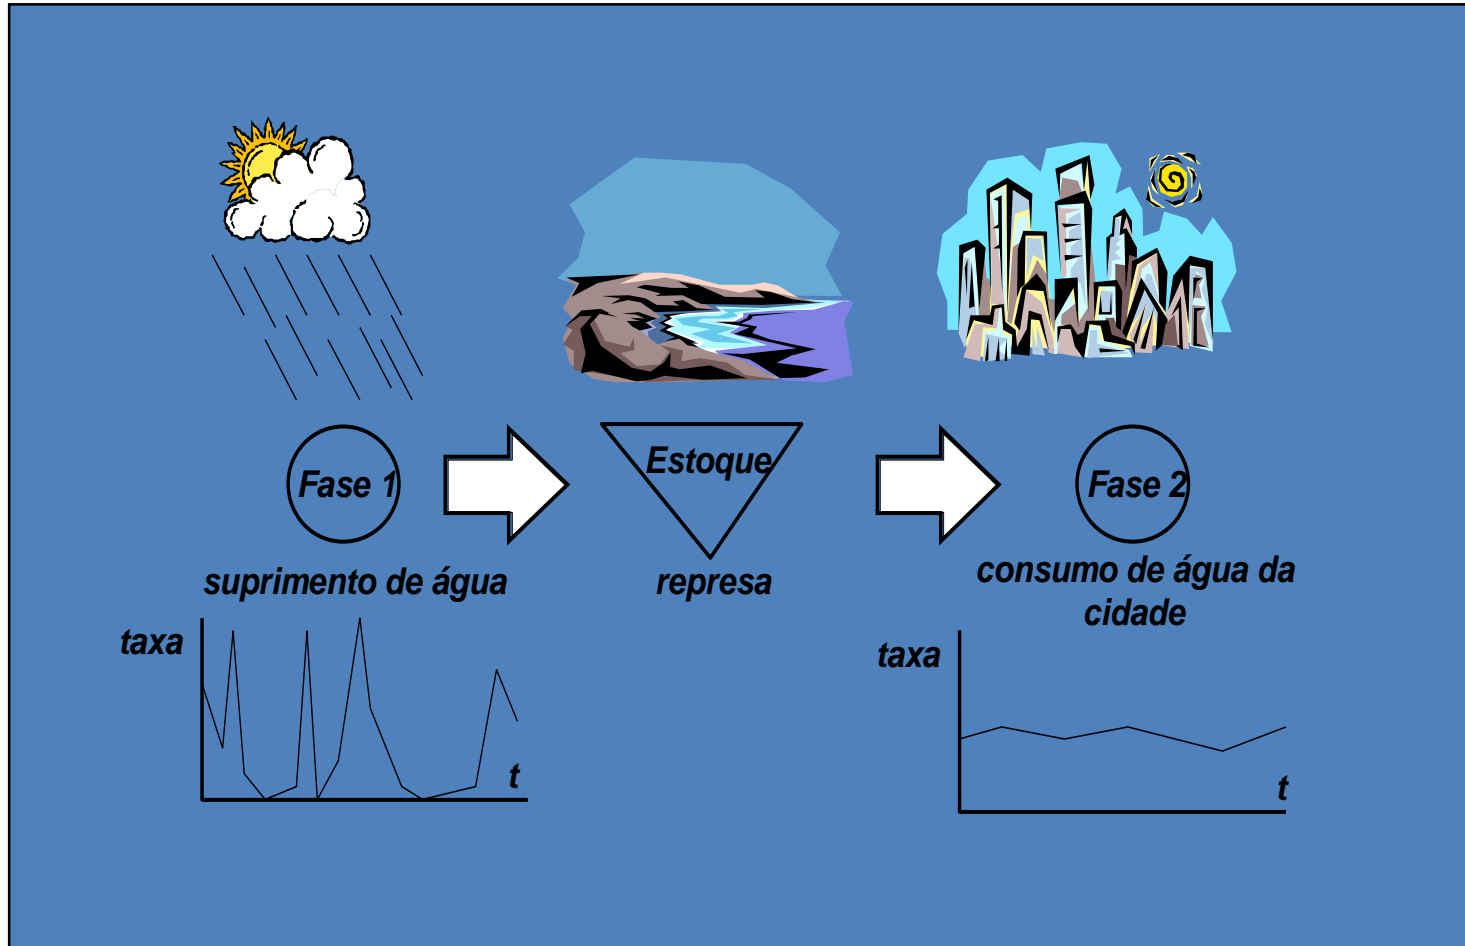 Fase 1
Estoque
Fase 2
suprimento de água
represa
consumo de água da
cidade
taxa
t
taxa
t